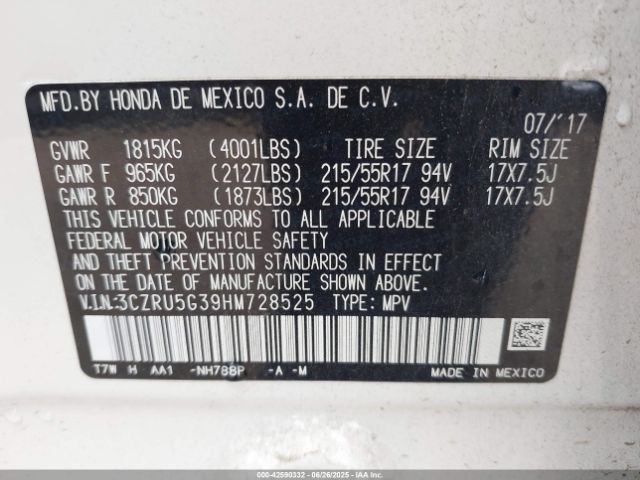 MFD.BY HONDA DE MEXICO S.A. DE C.V.
07/'17
GVWR 1815KG (4001LBS) TIRE SIZE RIM SIZE
GAWR F 965KG (2127LBS) 215/55R17 94V 17X7.5J
GAWR R 850KG (1873LBS) 215/55R17 94V 17X7.5J
THIS VEHICLE CONFORMS TO ALL APPLICABLE
FEDERAL MOTOR VEHICLE SAFETY
AND THEFT PREVENTION STANDARDS IN EFFECT
ON THE DATE OF MANUFACTURE SHOWN ABOVE.
V.I.N.:3CZRU5G39HM728525 TYPE: MPV
T7W H AA1 -NH788P -A -M MADE IN MEXICO
000-42590332 - 06/26/2025 - IAA Inc.